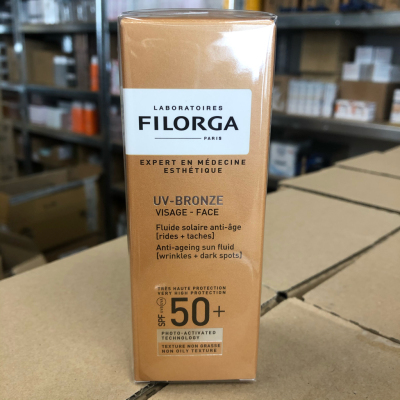 LABORATOIRES
FILORGA
PARIS
EXPERT EN MÉDECINE
ESTHÉTIQUE
UV-BRONZE
VISAGE - FACE
Fluide solaire anti-âge
[rides + taches]
Anti-ageing sun fluid
[wrinkles + dark spots]
TRÈS HAUTE PROTECTION
VERY HIGH PROTECTION
SPF 50+
PHOTO-ACTIVATED
TECHNOLOGY
TEXTURE NON GRASSE
NON OILY TEXTURE